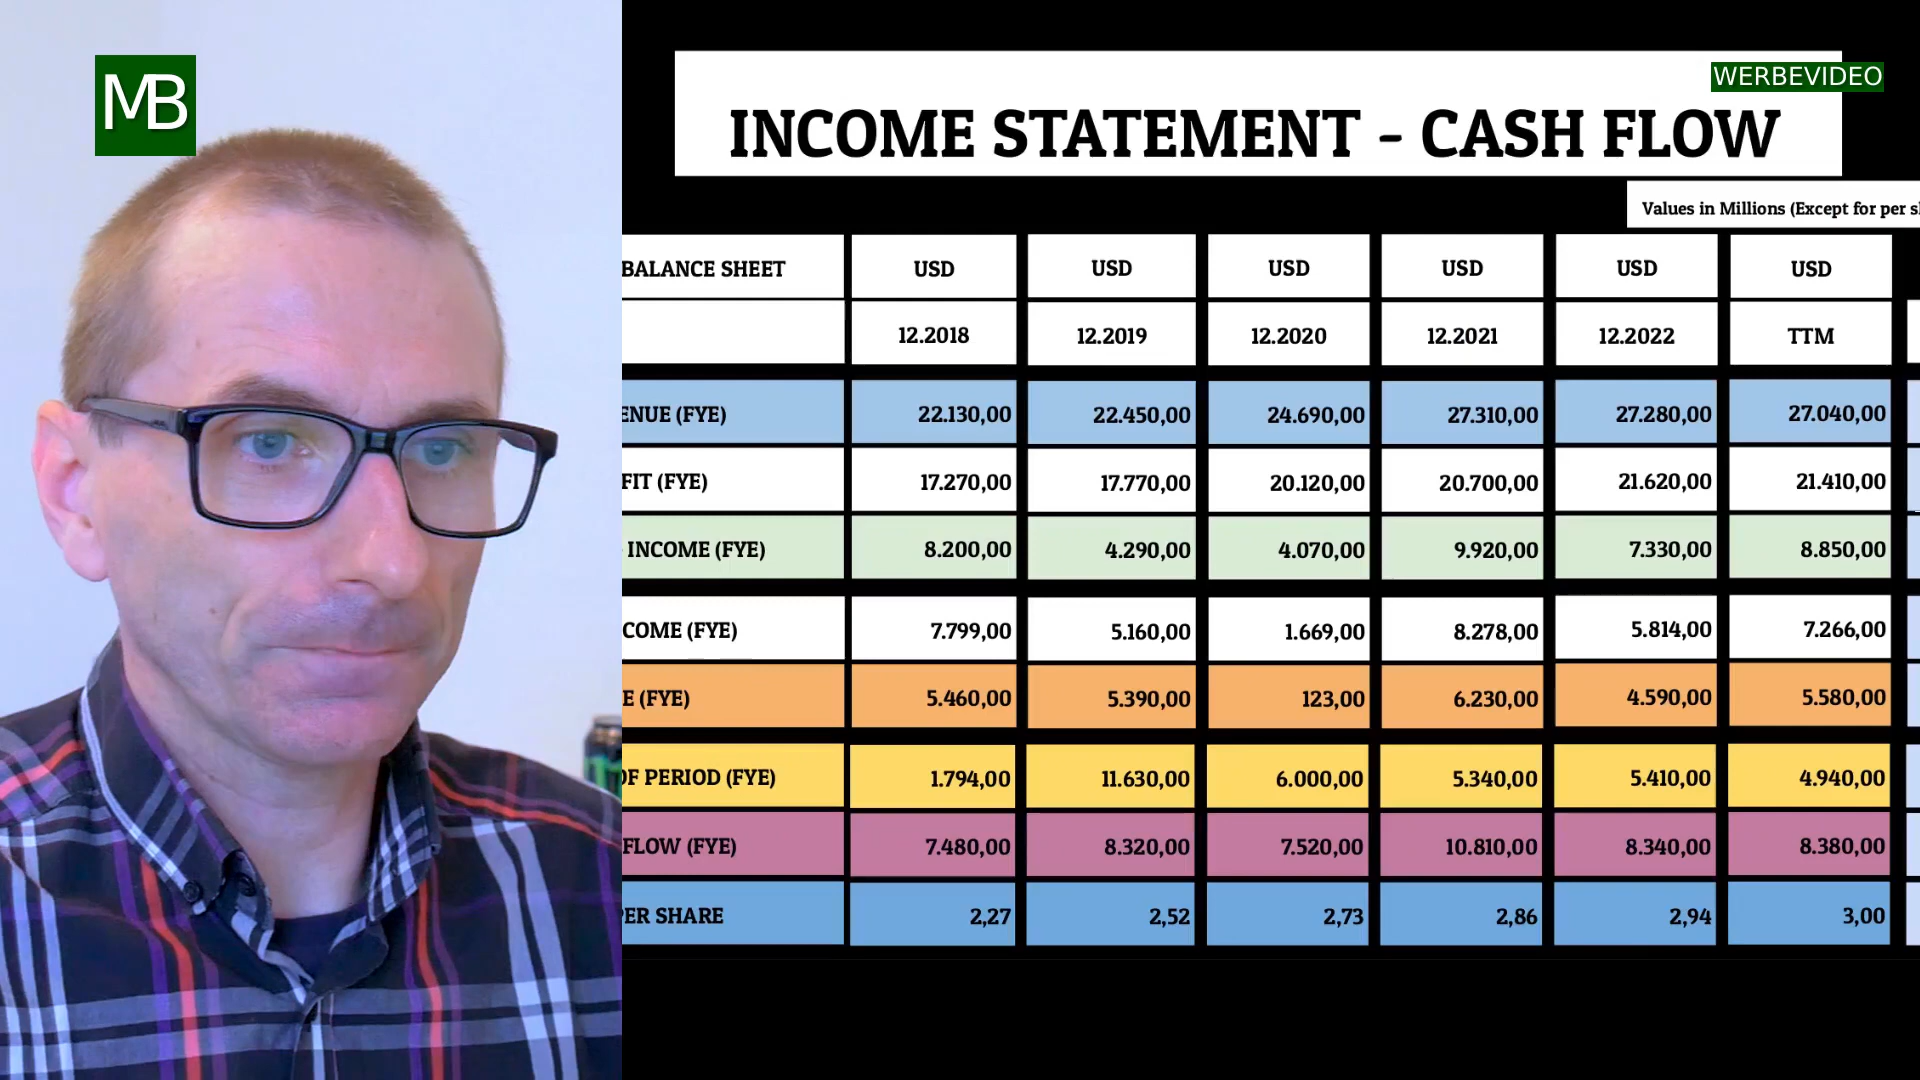 MB
WERBEVIDEO
INCOME STATEMENT - CASH FLOW
Values in Millions (Except for per
BALANCE SHEET USD USD USD USD USD USD
12.2018 12.2019 12.2020 12.2021 12.2022 TTM
ENUE (FYE) 22.130,00 22.450,00 24.690,00 27.310,00 27.280,00 27.040,00
FIT (FYE) 17.270,00 17.770,00 20.120,00 20.700,00 21.620,00 21.410,00
INCOME (FYE) 8.200,00 4.290,00 4.070,00 9.920,00 7.330,00 8.850,00
COME (FYE) 7.799,00 5.160,00 1.669,00 8.278,00 5.814,00 7.266,00
E (FYE) 5.460,00 5.390,00 123,00 6.230,00 4.590,00 5.580,00
OF PERIOD (FYE) 1.794,00 11.630,00 6.000,00 5.340,00 5.410,00 4.940,00
FLOW (FYE) 7.480,00 8.320,00 7.520,00 10.810,00 8.340,00 8.380,00
PER SHARE 2,27 2,52 2,73 2,86 2,94 3,00